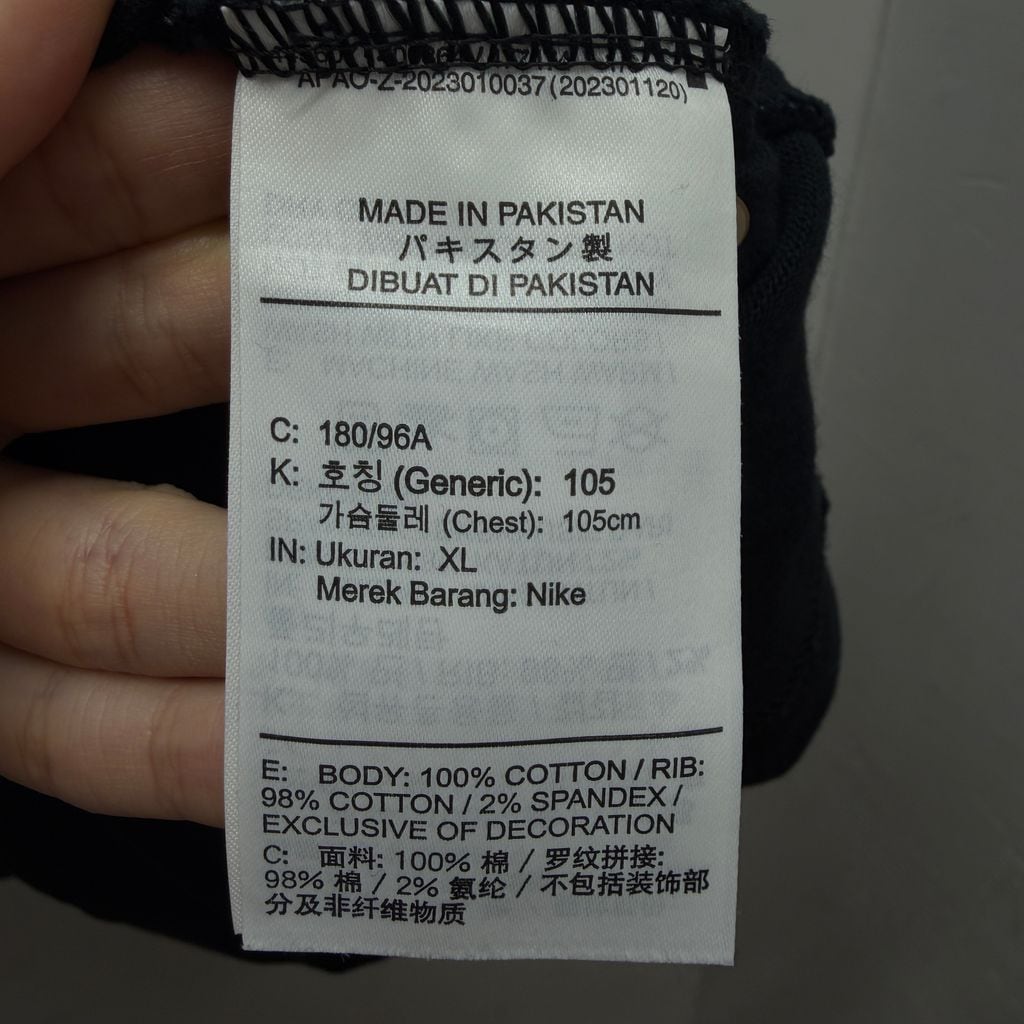 APAO-Z-2023010037(202301120)
MADE IN PAKISTAN
パキスタン製
DIBUAT DI PAKISTAN
C: 180/96A
K: 호칭 (Generic): 105
가슴둘레 (Chest): 105cm
IN: Ukuran: XL
Merek Barang: Nike
E: BODY: 100% COTTON / RIB:
98% COTTON / 2% SPANDEX /
EXCLUSIVE OF DECORATION
C: 面料: 100% 棉 / 罗纹拼接:
98% 棉 / 2% 氨纶 / 不包括装饰部
分及非纤维物质